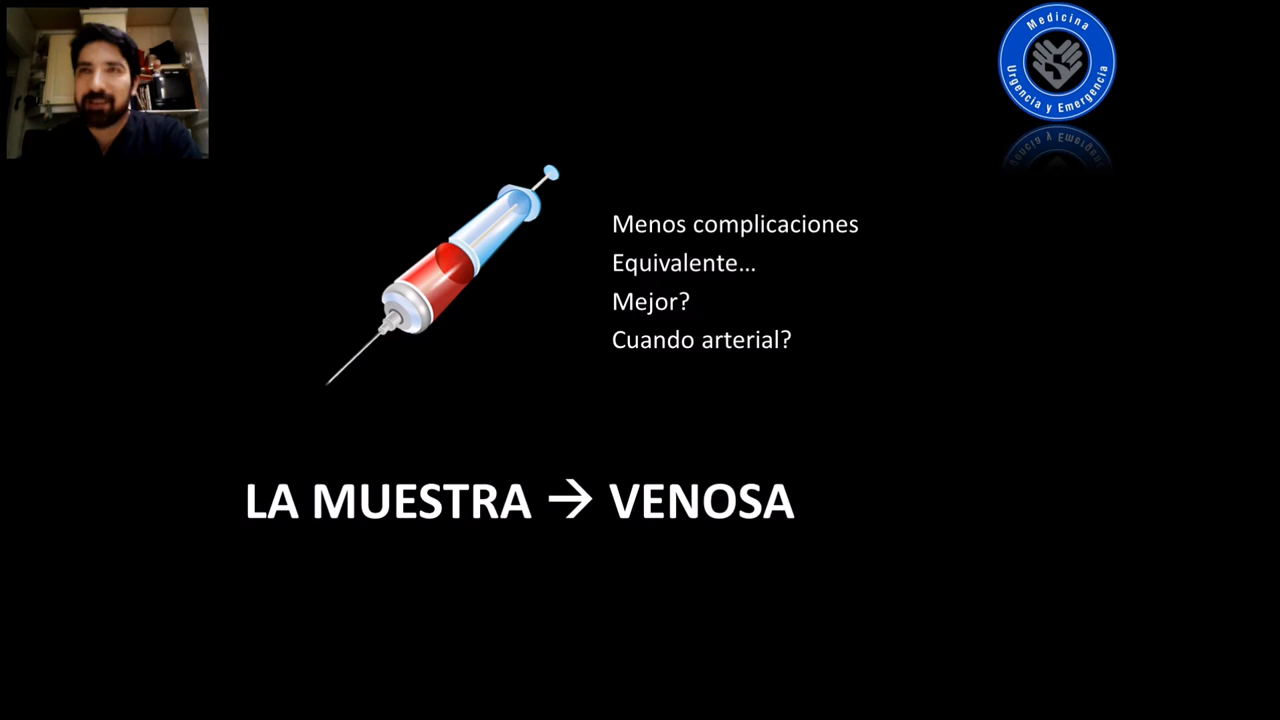 Medicina
Urgencia y Emergencia
Menos complicaciones
Equivalente...
Mejor?
Cuando arterial?
LA MUESTRA → VENOSA